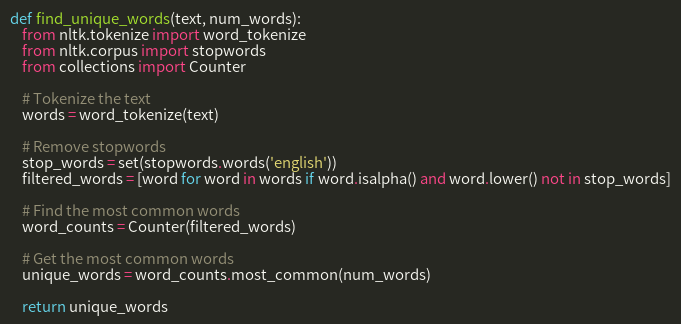 def find_unique_words(text, num_words):
    from nltk.tokenize import word_tokenize
    from nltk.corpus import stopwords
    from collections import Counter

    # Tokenize the text
    words = word_tokenize(text)

    # Remove stopwords
    stop_words = set(stopwords.words('english'))
    filtered_words = [word for word in words if word.isalpha() and word.lower() not in stop_words]

    # Find the most common words
    word_counts = Counter(filtered_words)

    # Get the most common words
    unique_words = word_counts.most_common(num_words)

    return unique_words